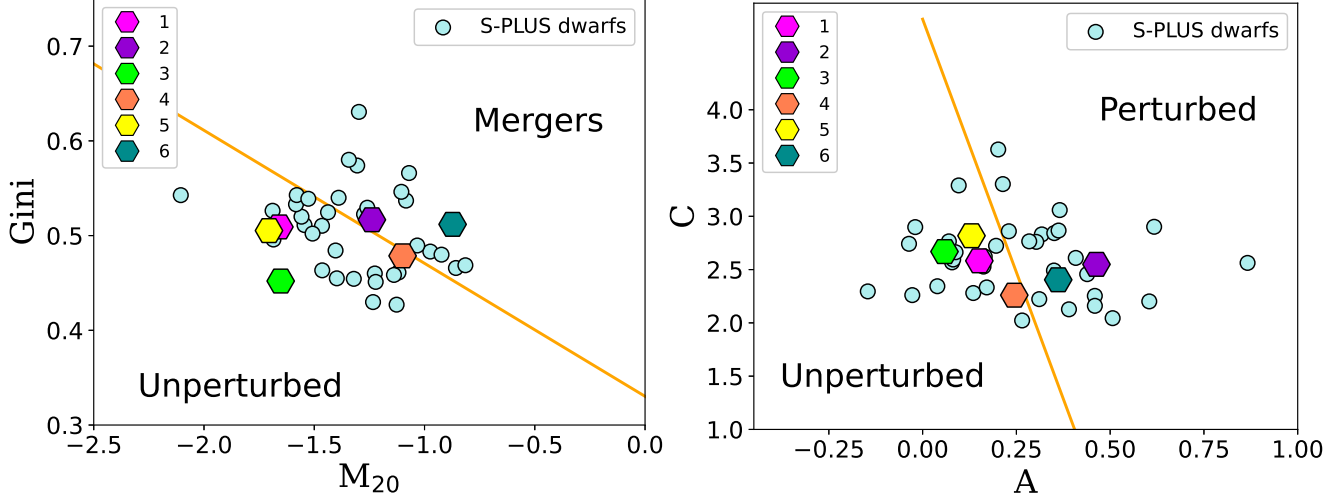 1
2
3
4
5
6
S-PLUS dwarfs
Mergers
Unperturbed
Gini
0.7
0.6
0.5
0.4
0.3
−2.5 −2.0 −1.5 −1.0 −0.5 0.0
M20
1
2
3
4
5
6
S-PLUS dwarfs
Perturbed
Unperturbed
C
4.0
3.5
3.0
2.5
2.0
1.5
1.0
−0.25 0.00 0.25 0.50 0.75 1.00
A